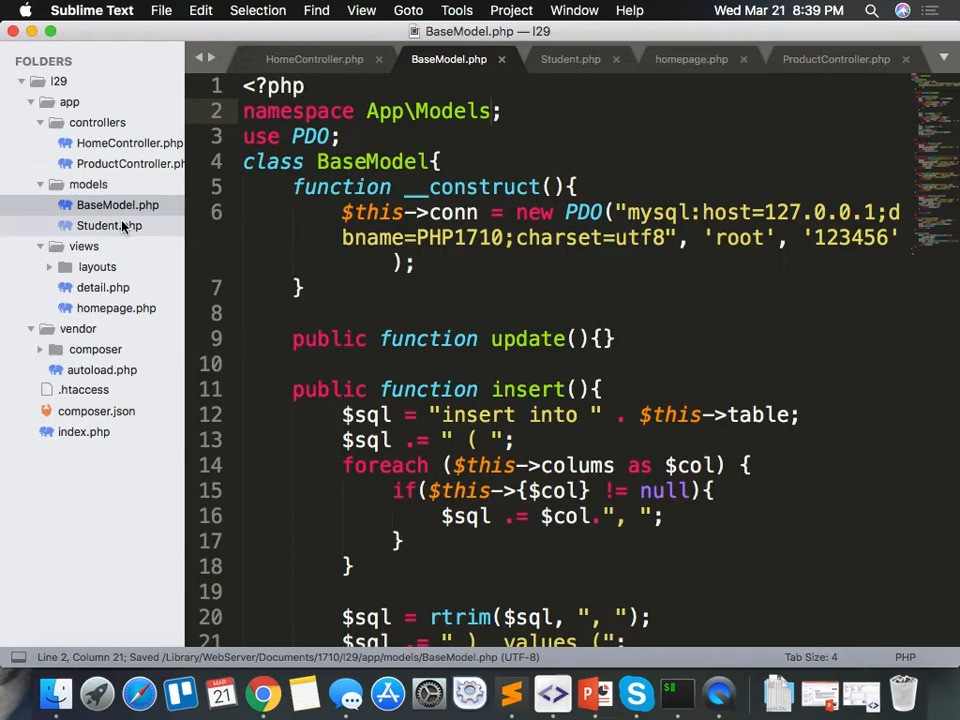 Sublime Text File Edit Selection Find View Goto Tools Project Window Help Wed Mar 21 8:39 PM
BaseModel.php — l29
FOLDERS
l29
app
controllers
HomeController.php
ProductController.ph
models
BaseModel.php
Student.php
views
layouts
detail.php
homepage.php
vendor
composer
autoload.php
.htaccess
composer.json
index.php
HomeController.php × BaseModel.php × Student.php × homepage.php × ProductController.php ×
1 <?php
2 namespace App\Models;
3 use PDO;
4 class BaseModel{
5 function __construct(){
6 $this->conn = new PDO("mysql:host=127.0.0.1;d
bname=PHP1710;charset=utf8", 'root', '123456'
);
7 }
8
9 public function update(){}
10
11 public function insert(){
12 $sql = "insert into " . $this->table;
13 $sql .= " ( ";
14 foreach ($this->colums as $col) {
15 if($this->{$col} != null){
16 $sql .= $col.", ";
17 }
18 }
19
20 $sql = rtrim($sql, ", ");
21 $sql .= " ) values (";
Line 2, Column 21; Saved /Library/WebServer/Documents/1710/l29/app/models/BaseModel.php (UTF-8) Tab Size: 4 PHP
MAR
21